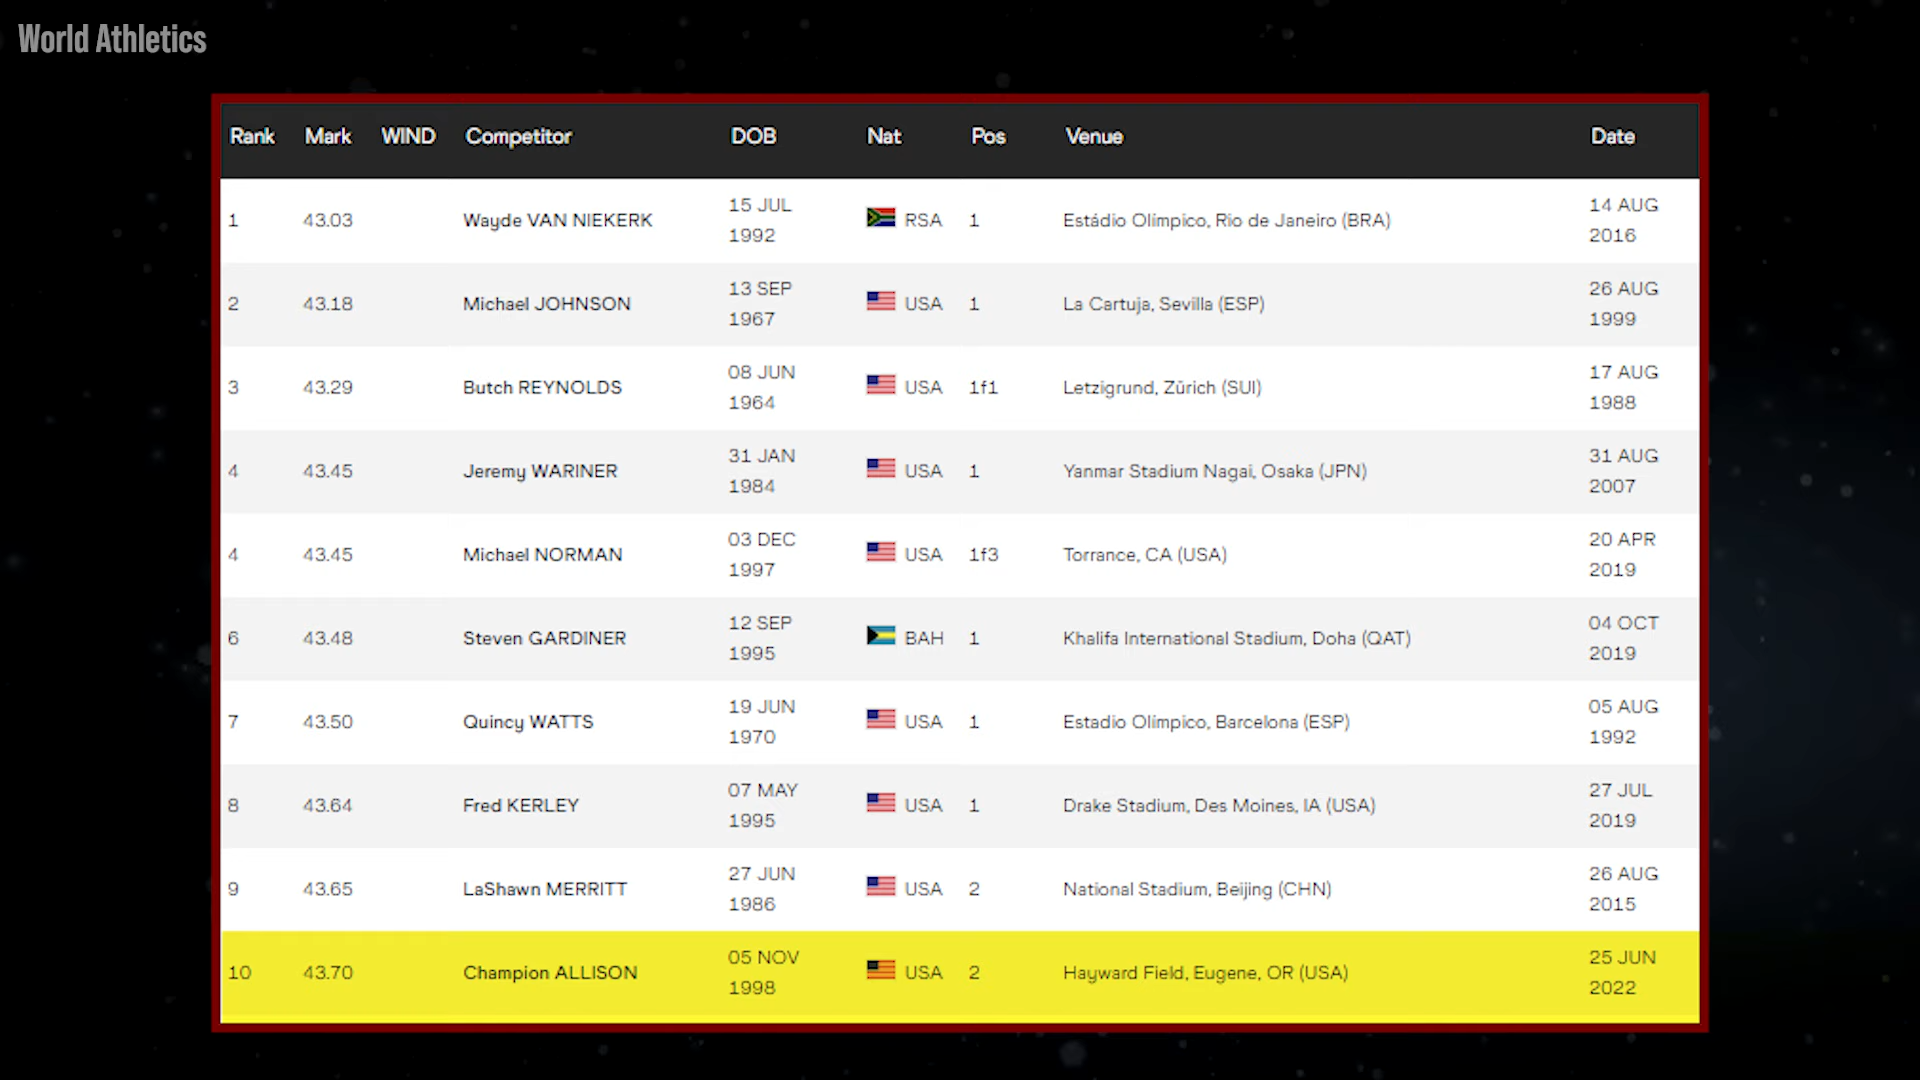 World Athletics
Rank Mark WIND Competitor DOB Nat Pos Venue Date
1 43.03 Wayde VAN NIEKERK 15 JUL 1992 RSA 1 Estádio Olímpico, Rio de Janeiro (BRA) 14 AUG 2016
2 43.18 Michael JOHNSON 13 SEP 1967 USA 1 La Cartuja, Sevilla (ESP) 26 AUG 1999
3 43.29 Butch REYNOLDS 08 JUN 1964 USA 1f1 Letzigrund, Zürich (SUI) 17 AUG 1988
4 43.45 Jeremy WARINER 31 JAN 1984 USA 1 Yanmar Stadium Nagai, Osaka (JPN) 31 AUG 2007
4 43.45 Michael NORMAN 03 DEC 1997 USA 1f3 Torrance, CA (USA) 20 APR 2019
6 43.48 Steven GARDINER 12 SEP 1995 BAH 1 Khalifa International Stadium, Doha (QAT) 04 OCT 2019
7 43.50 Quincy WATTS 19 JUN 1970 USA 1 Estadio Olímpico, Barcelona (ESP) 05 AUG 1992
8 43.64 Fred KERLEY 07 MAY 1995 USA 1 Drake Stadium, Des Moines, IA (USA) 27 JUL 2019
9 43.65 LaShawn MERRITT 27 JUN 1986 USA 2 National Stadium, Beijing (CHN) 26 AUG 2015
10 43.70 Champion ALLISON 05 NOV 1998 USA 2 Hayward Field, Eugene, OR (USA) 25 JUN 2022